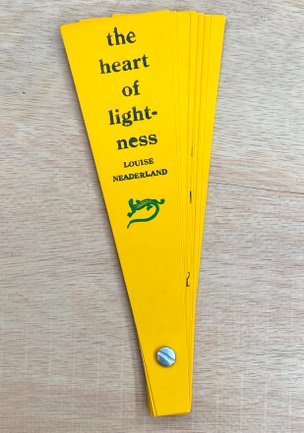 the
heart
of
light-
ness
LOUISE
NEADERLAND